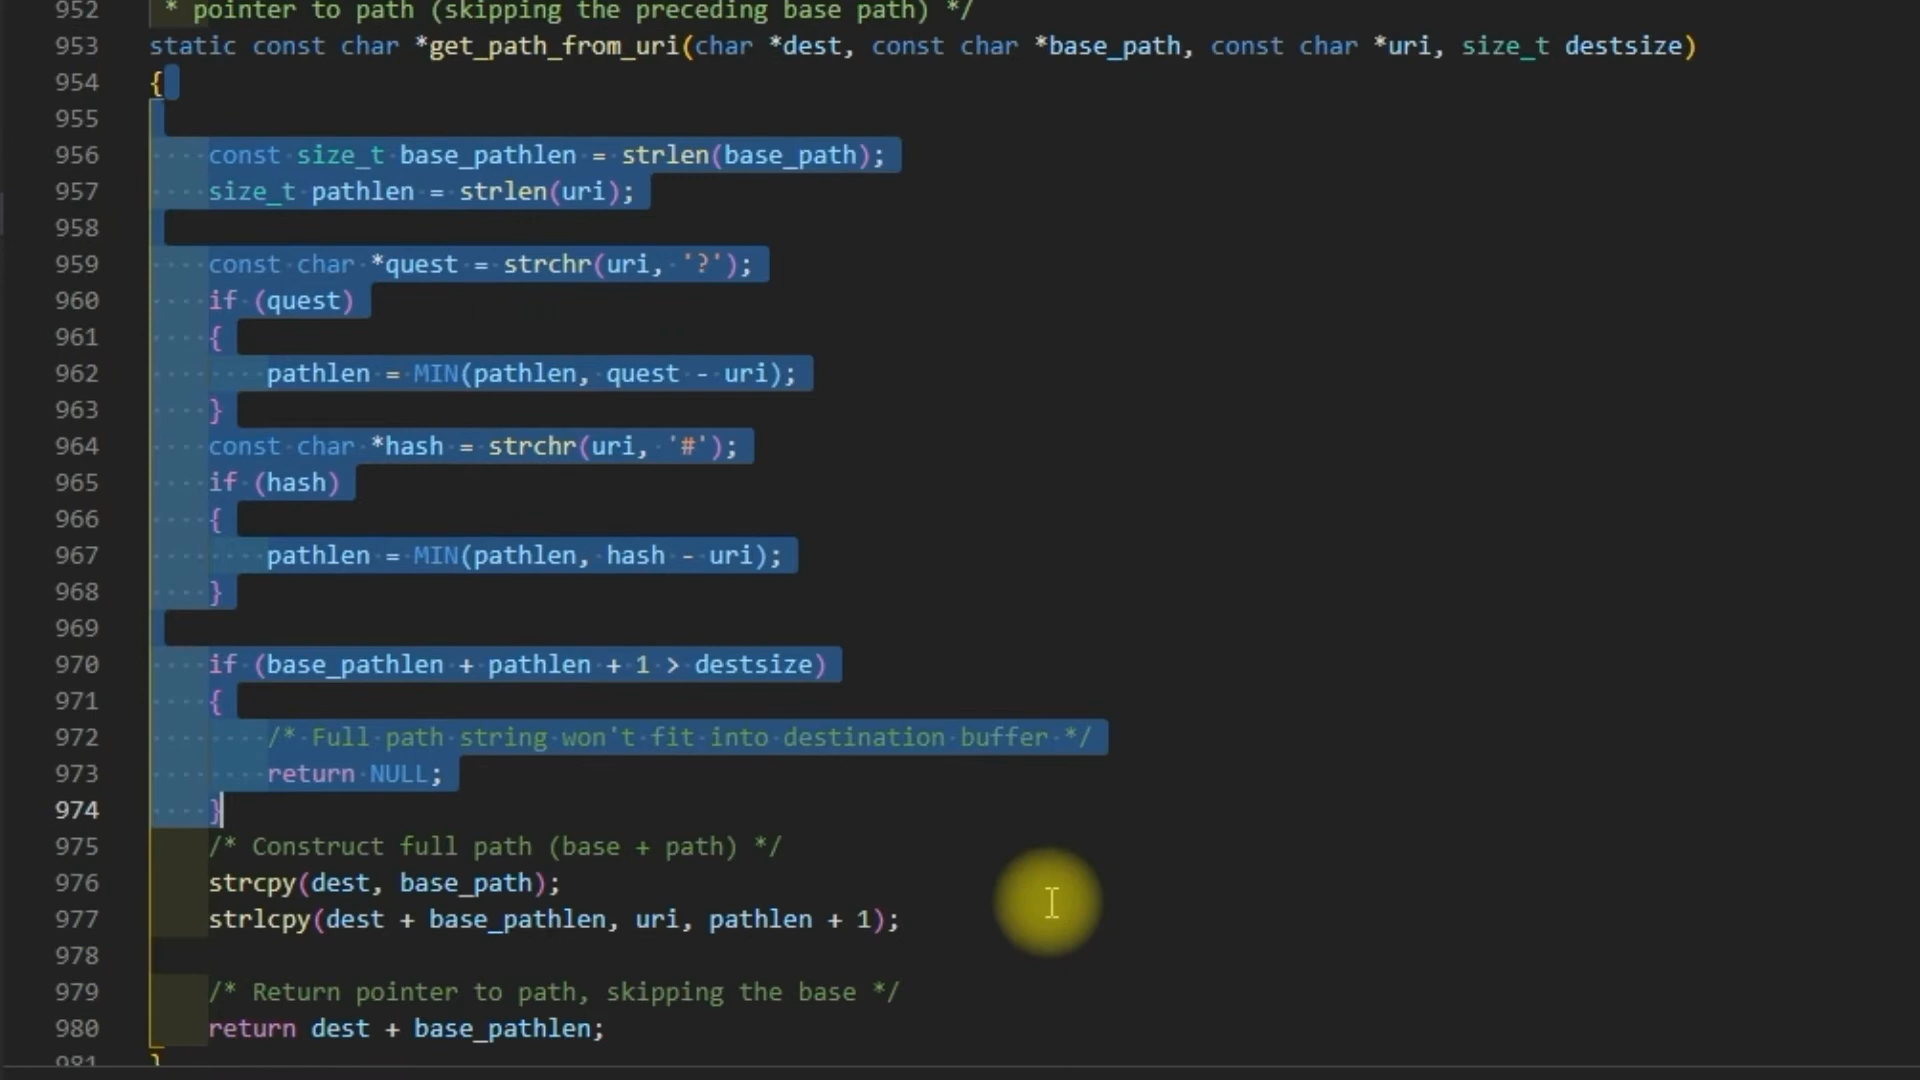 952 * pointer to path (skipping the preceding base path) */
953 static const char *get_path_from_uri(char *dest, const char *base_path, const char *uri, size_t destsize)
954 {
955
956 const size_t base_pathlen = strlen(base_path);
957 size_t pathlen = strlen(uri);
958
959 const char *quest = strchr(uri, '?');
960 if (quest)
961 {
962 pathlen = MIN(pathlen, quest - uri);
963 }
964 const char *hash = strchr(uri, '#');
965 if (hash)
966 {
967 pathlen = MIN(pathlen, hash - uri);
968 }
969
970 if (base_pathlen + pathlen + 1 > destsize)
971 {
972 /* Full path string won't fit into destination buffer */
973 return NULL;
974 }
975 /* Construct full path (base + path) */
976 strcpy(dest, base_path);
977 strlcpy(dest + base_pathlen, uri, pathlen + 1);
978
979 /* Return pointer to path, skipping the base */
980 return dest + base_pathlen;
981 }